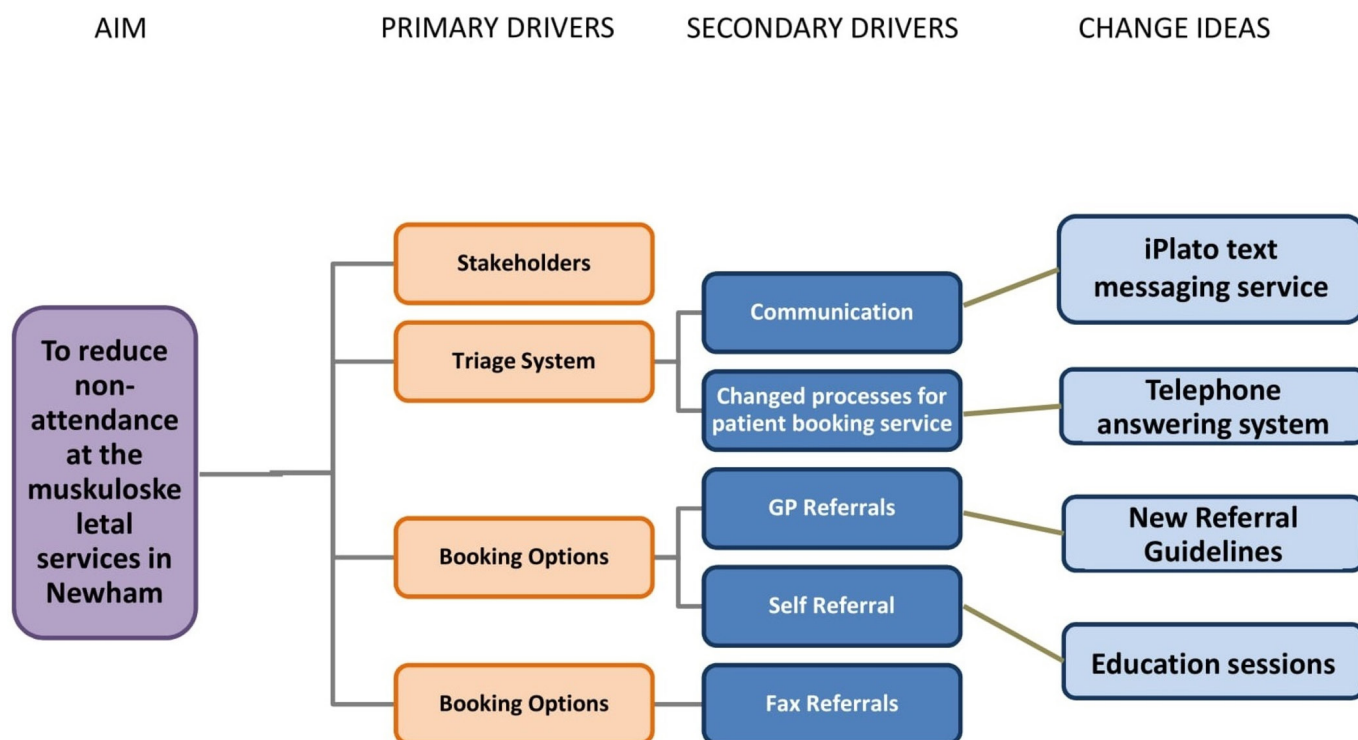 AIM
PRIMARY DRIVERS
SECONDARY DRIVERS
CHANGE IDEAS
To reduce
non-
attendance
at the
muskuloske
letal
services in
Newham
Stakeholders
Triage System
Booking Options
Booking Options
Communication
Changed processes for
patient booking service
GP Referrals
Self Referral
Fax Referrals
iPlato text
messaging service
Telephone
answering system
New Referral
Guidelines
Education sessions